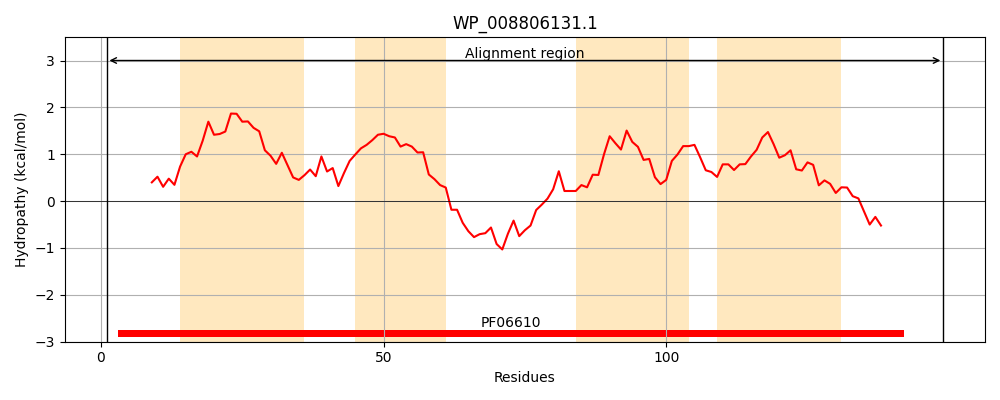 WP_008806131.1
Alignment region
3
2
1
0
−1
−2
−3
Hydropathy (kcal/mol)
PF06610
0
50
100
Residues